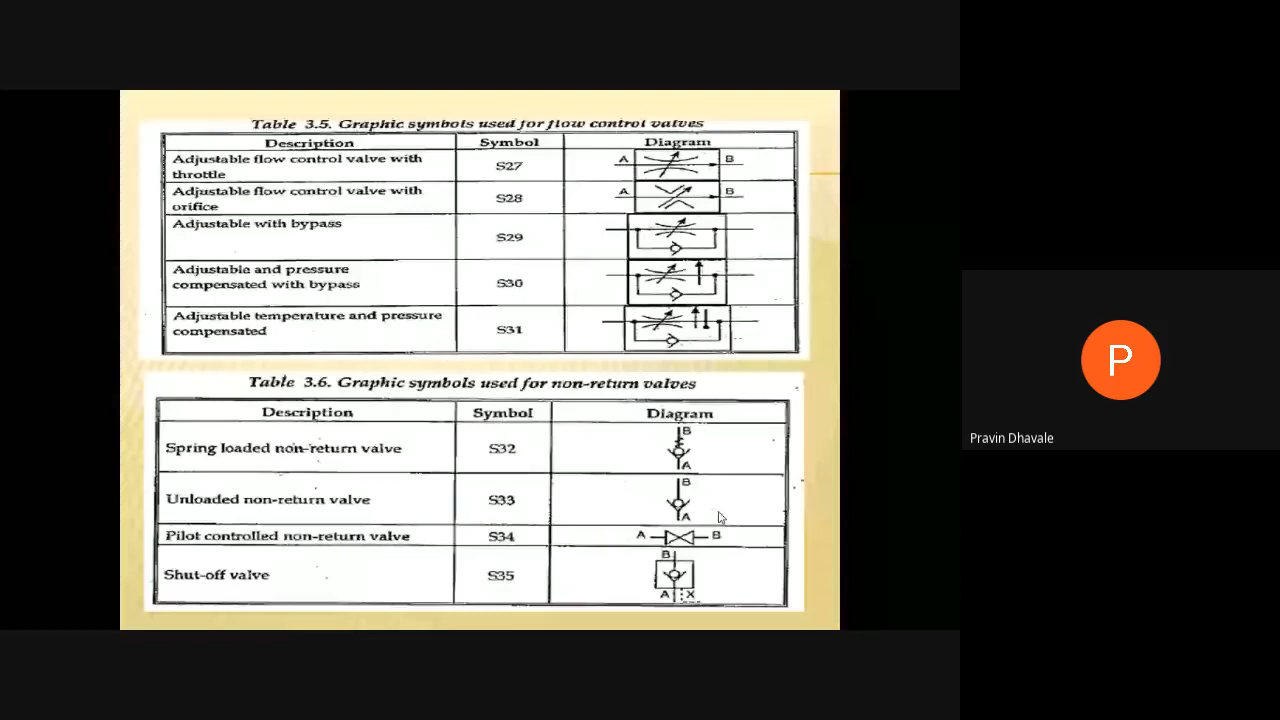 Table 3.5. Graphic symbols used for flow control valves
Description Symbol Diagram
Adjustable flow control valve with
throttle
S27
A B
Adjustable flow control valve with
orifice
S28
A B
Adjustable with bypass
S29
Adjustable and pressure
compensated with bypass
S30
Adjustable temperature and pressure
compensated
S31
Table 3.6. Graphic symbols used for non-return valves
Description Symbol Diagram
Spring loaded non-return valve S32
B
A
Unloaded non-return valve S33
B
A
Pilot controlled non-return valve S34 A B
Shut-off valve S35
B
A X
P
Pravin Dhavale